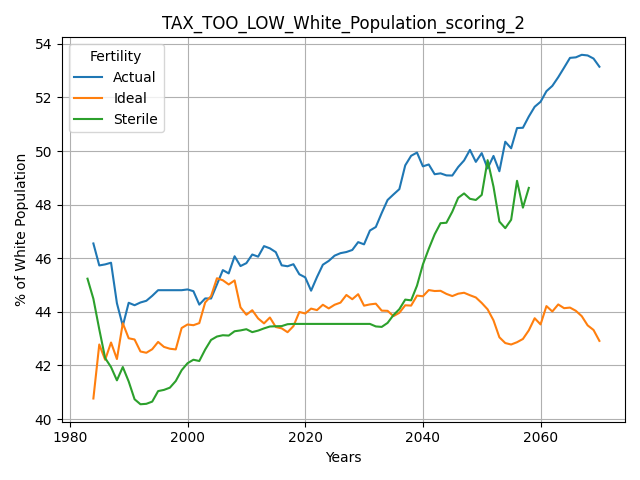 TAX_TOO_LOW_White_Population_scoring_2
Fertility
Actual
Ideal
Sterile
% of White Population
54
52
50
48
46
44
42
40
1980
2000
2020
2040
2060
Years